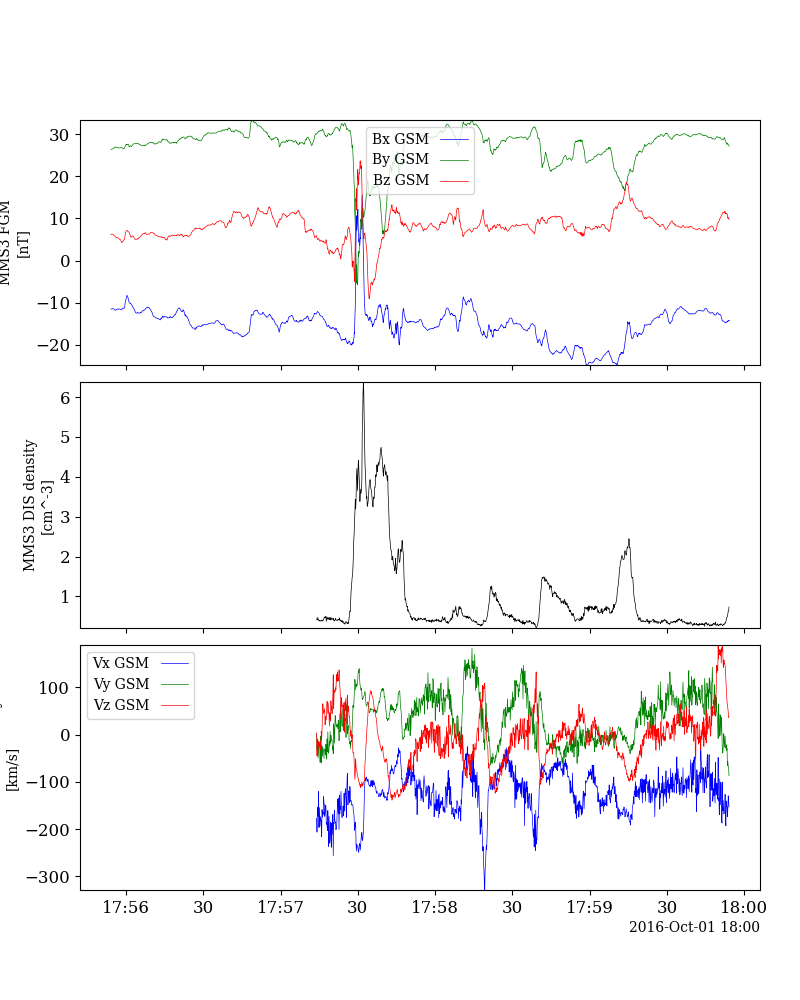 MMS3 FGM
[nT]
30
20
10
0
−10
−20
Bx GSM
By GSM
Bz GSM
MMS3 DIS density
[cm^-3]
6
5
4
3
2
1
[km/s]
100
0
−100
−200
−300
Vx GSM
Vy GSM
Vz GSM
17:56
30
17:57
30
17:58
30
17:59
30
18:00
2016-Oct-01 18:00